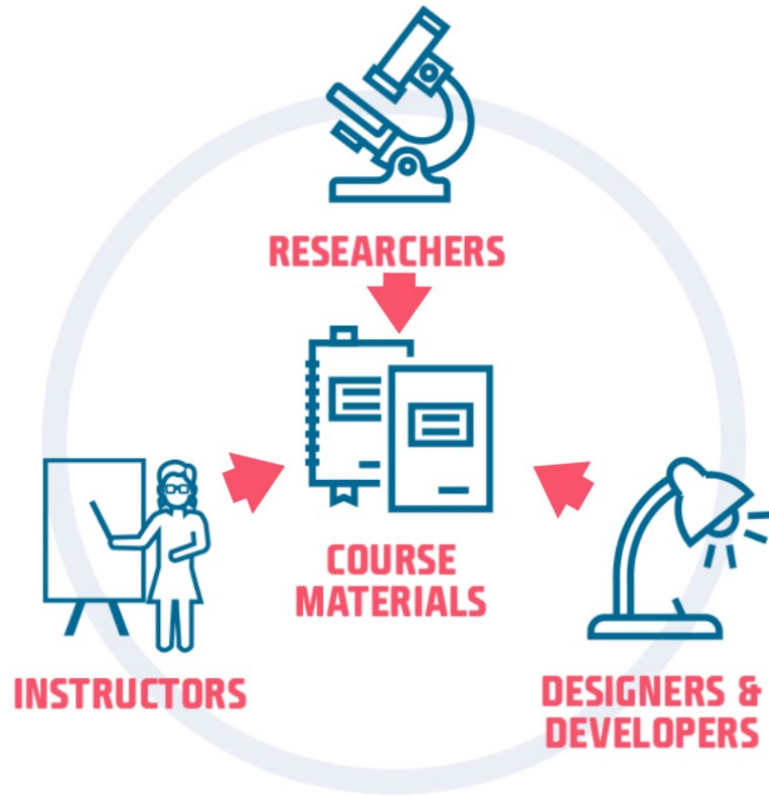 RESEARCHERS
COURSE
MATERIALS
INSTRUCTORS
DESIGNERS &
DEVELOPERS